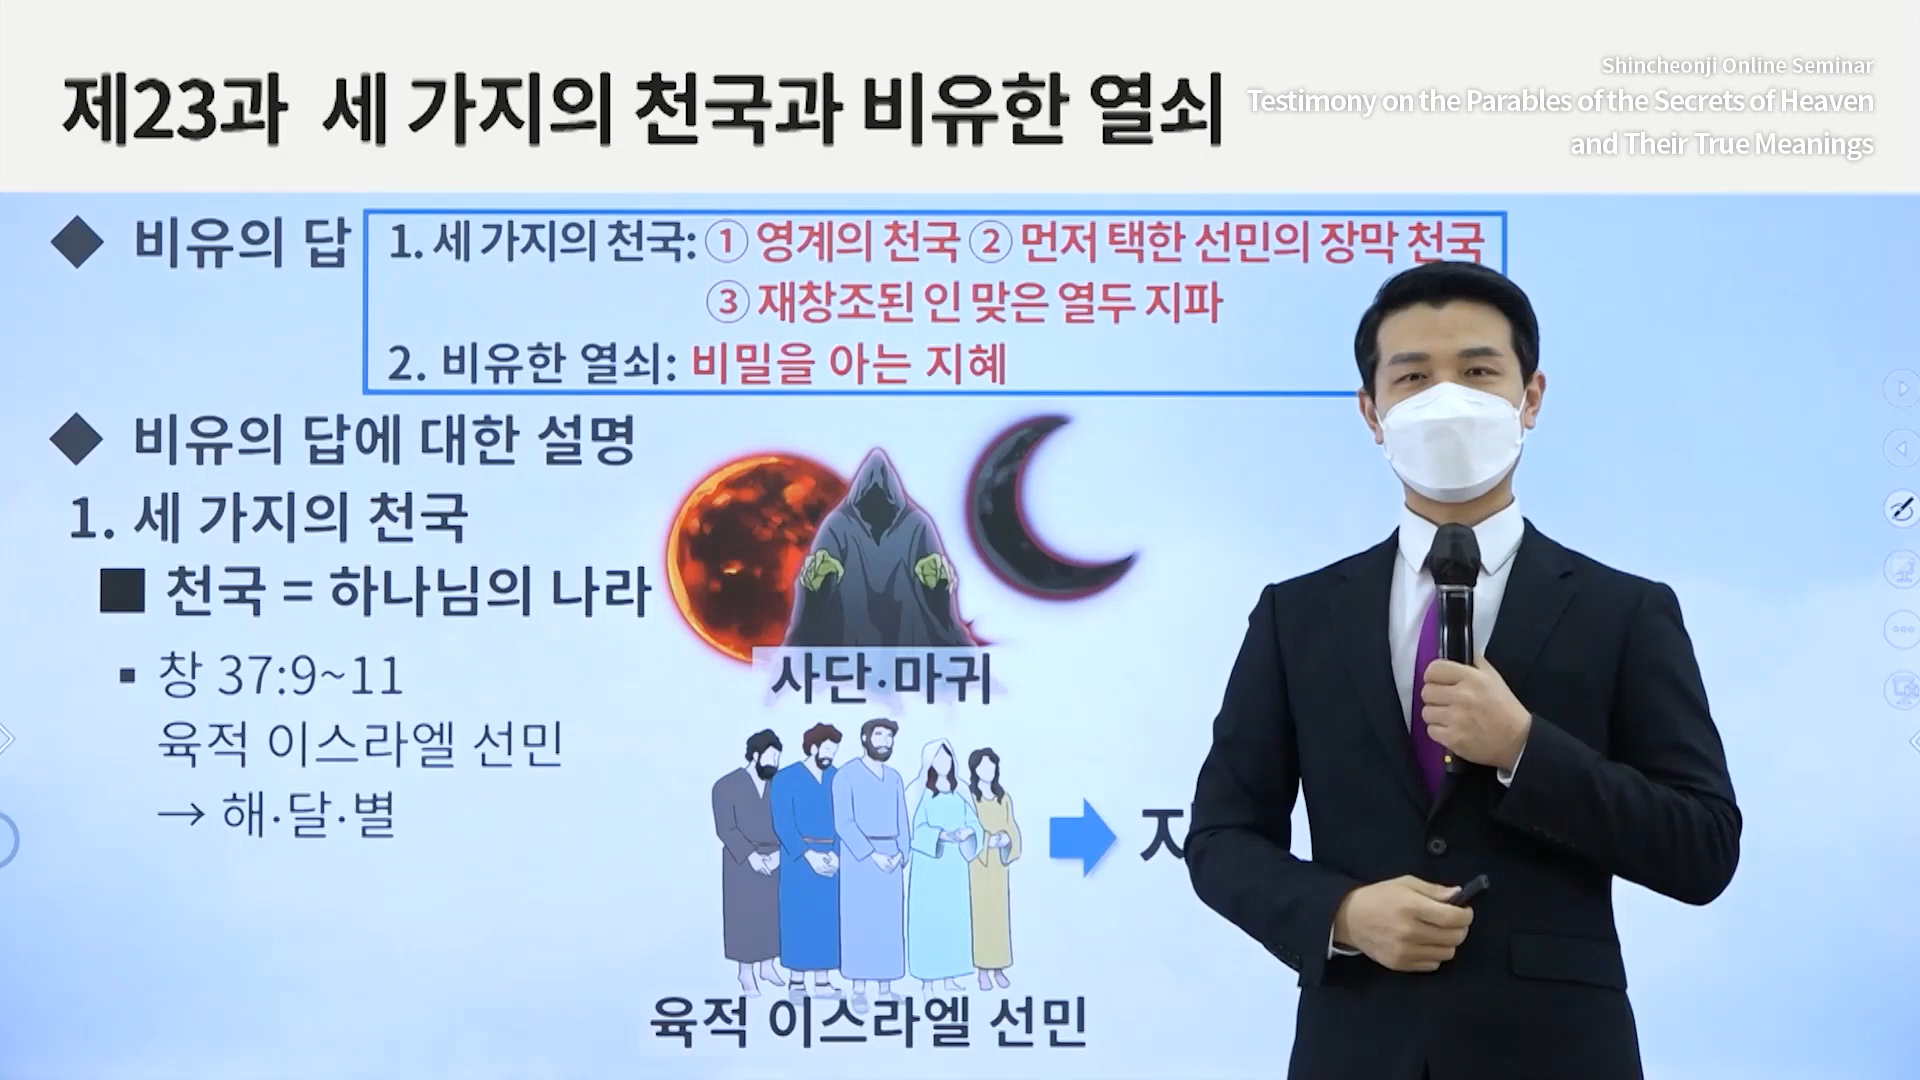 제23과 세 가지의 천국과 비유한 열쇠
Shincheonji Online Seminar
Testimony on the Parables of the Secrets of Heaven
and Their True Meanings
◆ 비유의 답
1. 세 가지의 천국: ① 영계의 천국 ② 먼저 택한 선민의 장막 천국
③ 재창조된 인 맞은 열두 지파
2. 비유한 열쇠: 비밀을 아는 지혜
◆ 비유의 답에 대한 설명
1. 세 가지의 천국
■ 천국 = 하나님의 나라
▪ 창 37:9~11
육적 이스라엘 선민
→ 해·달·별
사단·마귀
육적 이스라엘 선민